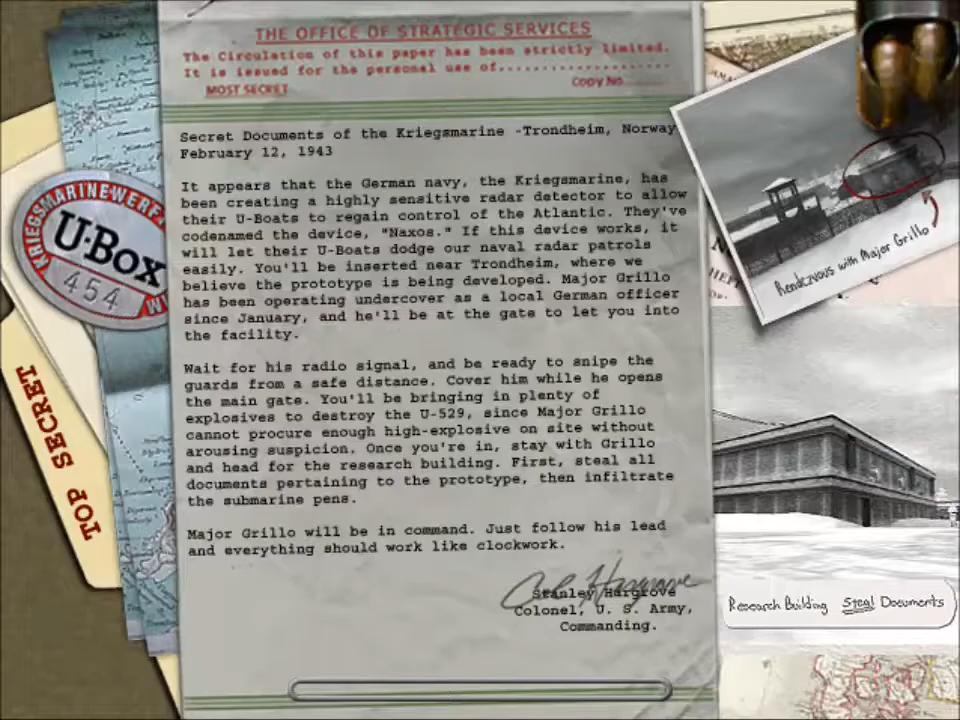 THE OFFICE OF STRATEGIC SERVICES
The Circulation of this paper has been strictly limited.
It is issued for the personal use of....................
MOST SECRET
Copy No
Secret Documents of the Kriegsmarine -Trondheim, Norway
February 12, 1943
It appears that the German navy, the Kriegsmarine, has
been creating a highly sensitive radar detector to allow
their U-Boats to regain control of the Atlantic. They've
codenamed the device, "Naxos." If this device works, it
will let their U-Boats dodge our naval radar patrols
easily. You'll be inserted near Trondheim, where we
believe the prototype is being developed. Major Grillo
has been operating undercover as a local German officer
since January, and he'll be at the gate to let you into
the facility.
Wait for his radio signal, and be ready to snipe the
guards from a safe distance. Cover him while he opens
the main gate. You'll be bringing in plenty of
explosives to destroy the U-529, since Major Grillo
cannot procure enough high-explosive on site without
arousing suspicion. Once you're in, stay with Grillo
and head for the research building. First, steal all
documents pertaining to the prototype, then infiltrate
the submarine pens.
Major Grillo will be in command. Just follow his lead
and everything should work like clockwork.
Stanley Hargrove
Colonel, U. S. Army,
Commanding.
U-Box
454
TOP SECRET
Rendezvous with Major Grillo
Research Building Steal Documents